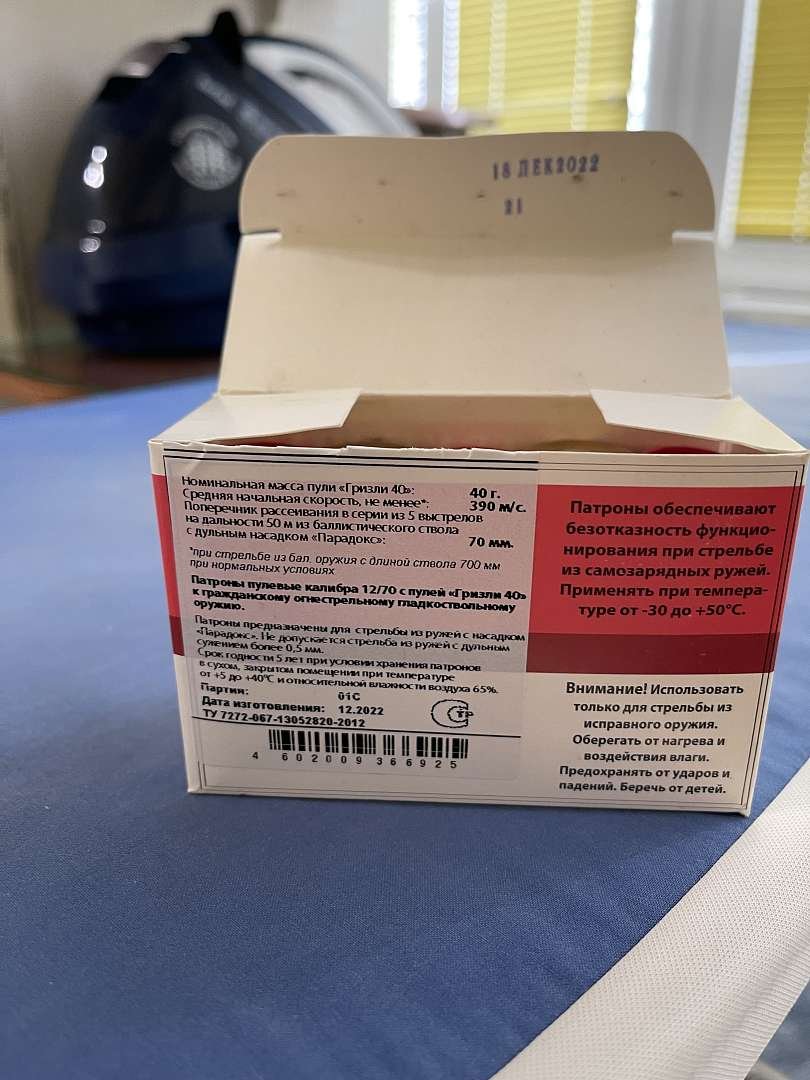 18 ДЕК2022
21
Номинальная масса пули «Гризли 40»: 40 г.
Средняя начальная скорость, не менее*: 390 м/с.
Поперечник рассеивания в серии из 5 выстрелов
на дальности 50 м из баллистического ствола
с дульным насадком «Парадокс»: 70 мм.
*при стрельбе из бал. оружия с длиной ствола 700 мм
при нормальных условиях
Патроны пулевые калибра 12/70 с пулей «Гризли 40»
к гражданскому огнестрельному гладкоствольному
оружию.
Патроны предназначены для стрельбы из ружей с насадком
«Парадокс». Не допускается стрельба из ружей с дульным
сужением более 0,5 мм.
Срок годности 5 лет при условии хранения патронов
в сухом, закрытом помещении при температуре
от +5 до +40°C и относительной влажности воздуха 65%.
Партия: 01С
Дата изготовления: 12.2022
ТУ 7272-067-13052820-2012
4 602009 366925
Патроны обеспечивают
безотказность функцио-
нирования при стрельбе
из самозарядных ружей.
Применять при темпера-
туре от -30 до +50°C.
Внимание! Использовать
только для стрельбы из
исправного оружия.
Оберегать от нагрева и
воздействия влаги.
Предохранять от ударов и
падений. Беречь от детей.